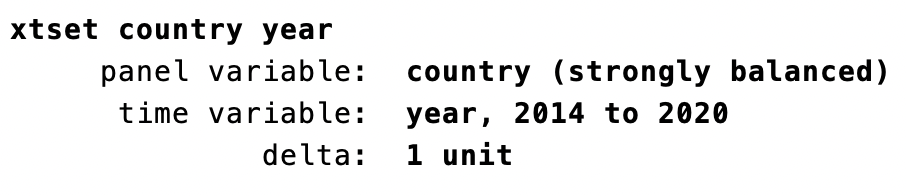 xtset country year
panel variable: country (strongly balanced)
time variable: year, 2014 to 2020
delta: 1 unit